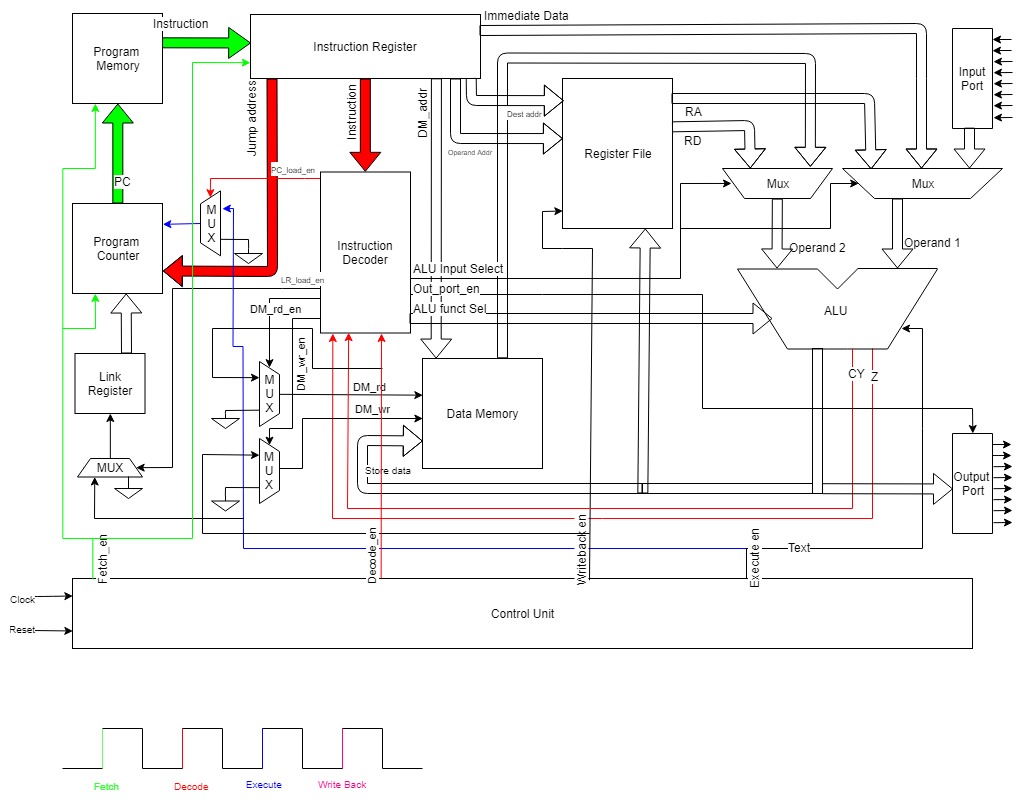 Instruction
Immediate Data
Program
Memory
Instruction Register
Input
Port
Jump address
Instruction
DM_addr
Dest addr
Operand Addr
RA
RD
Register File
PC
PC_load_en
M
U
X
Mux
Mux
Program
Counter
Instruction
Decoder
Operand 2
Operand 1
ALU Input Select
LR_load_en
Out_port_en
DM_rd_en
ALU funct Sel
ALU
DM_wr_en
Link
Register
M
U
X
DM_rd
CY
Z
DM_wr
Data Memory
M
U
X
MUX
Store data
Output
Port
Fetch_en
Decode_en
Writeback en
Execute en
Text
Clock
Reset
Control Unit
Fetch
Decode
Execute
Write Back